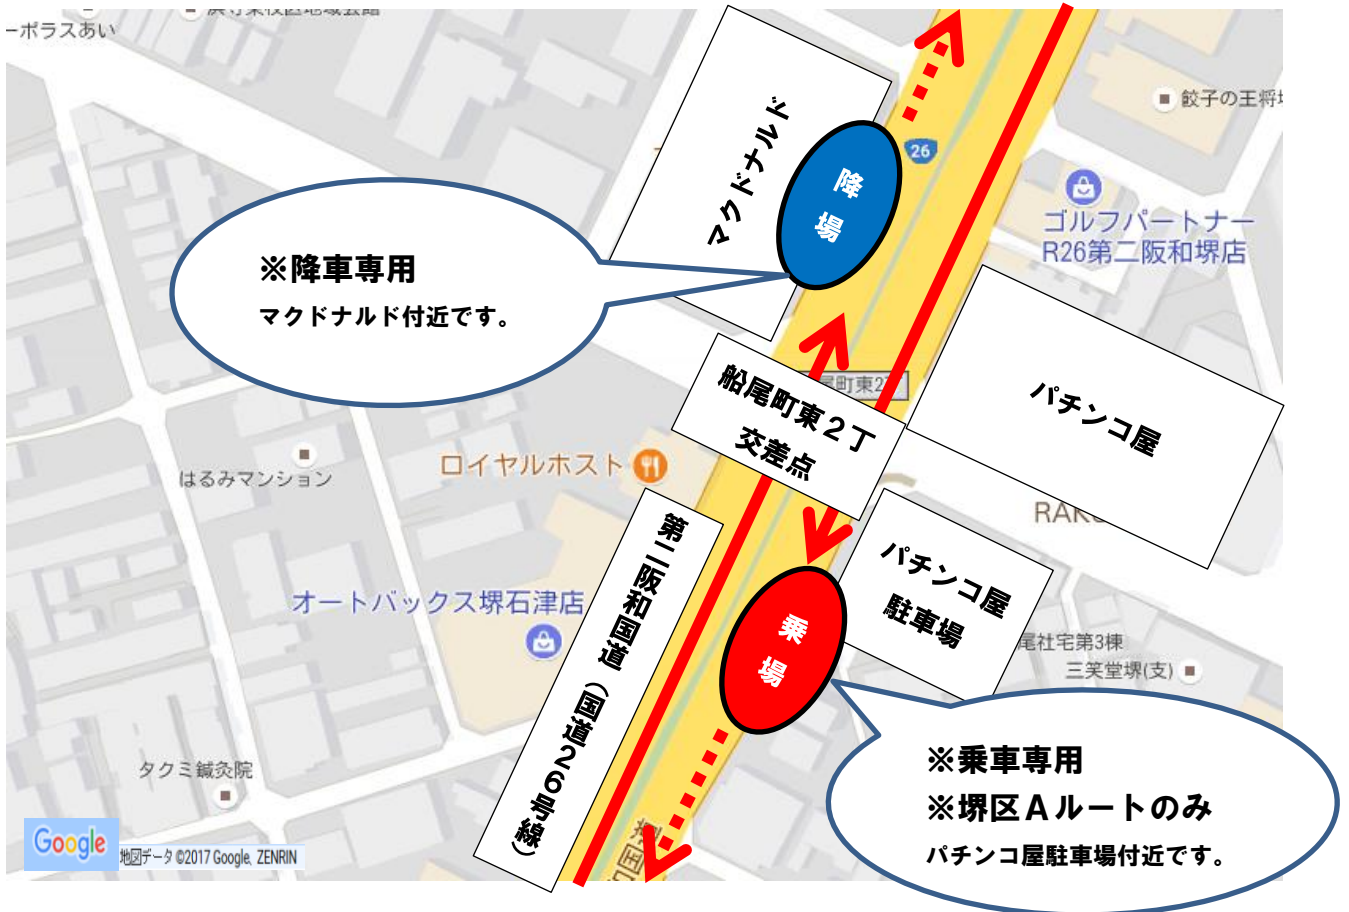 ーポラスあい
マクドナルド
降
場
26
餃子の王将
ゴルフパートナー
R26第二阪和堺店
※降車専用
マクドナルド付近です。
船尾町東２丁
交差点
尾町東2丁
パチンコ屋
はるみマンション
ロイヤルホスト
第二阪和国道（国道２６号線）
パチンコ屋
駐車場
オートバックス堺石津店
乗
場
尾社宅第3棟
三笑堂堺(支)
タクミ鍼灸院
※乗車専用
※堺区Ａルートのみ
パチンコ屋駐車場付近です。
Google
地図データ ©2017 Google, ZENRIN